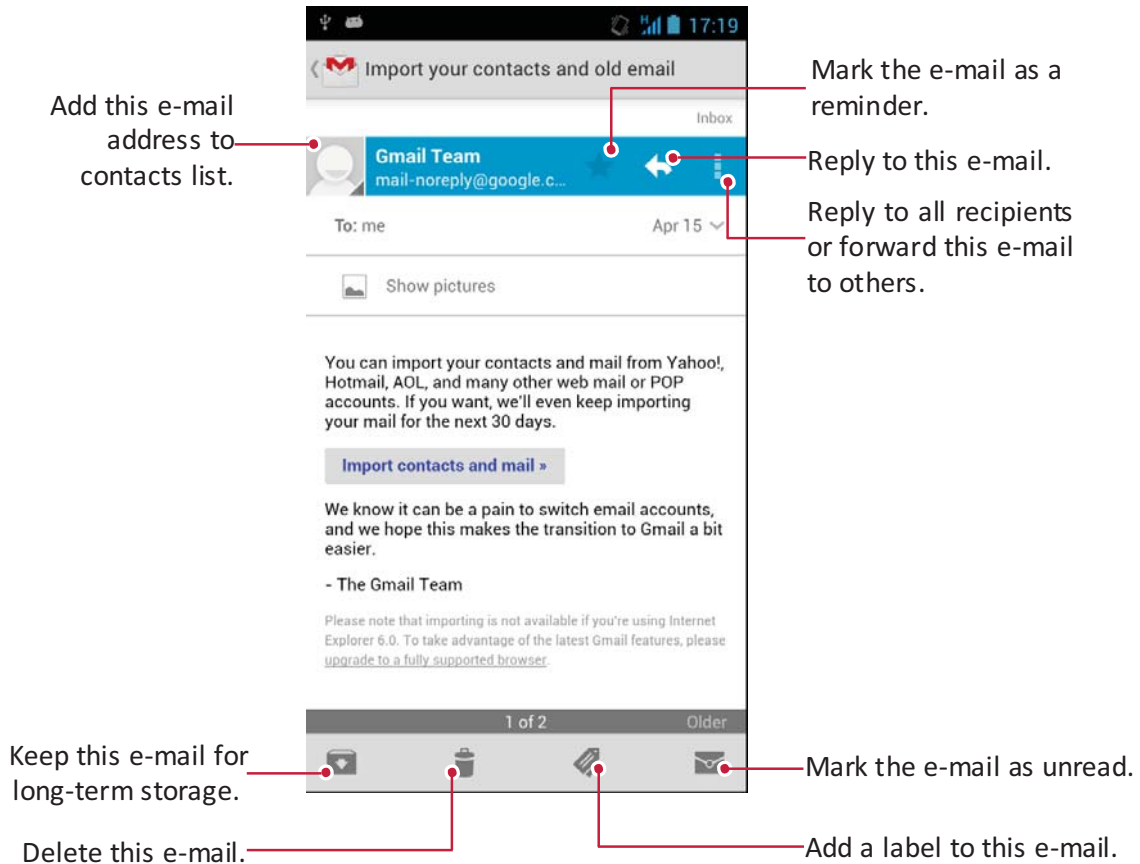 H
17:19
Import your contacts and old email
Mark the e-mail as a
reminder.
Add this e-mail
address to
contacts list.
Inbox
Gmail Team
mail-noreply@google.c...
Reply to this e-mail.
Reply to all recipients
or forward this e-mail
to others.
To: me
Apr 15
Show pictures
You can import your contacts and mail from Yahoo!,
Hotmail, AOL, and many other web mail or POP
accounts. If you want, we'll even keep importing
your mail for the next 30 days.
Import contacts and mail »
We know it can be a pain to switch email accounts,
and we hope this makes the transition to Gmail a bit
easier.
- The Gmail Team
Please note that importing is not available if you're using Internet
Explorer 6.0. To take advantage of the latest Gmail features, please
upgrade to a fully supported browser.
1 of 2
Older
Keep this e-mail for
long-term storage.
Mark the e-mail as unread.
Delete this e-mail.
Add a label to this e-mail.